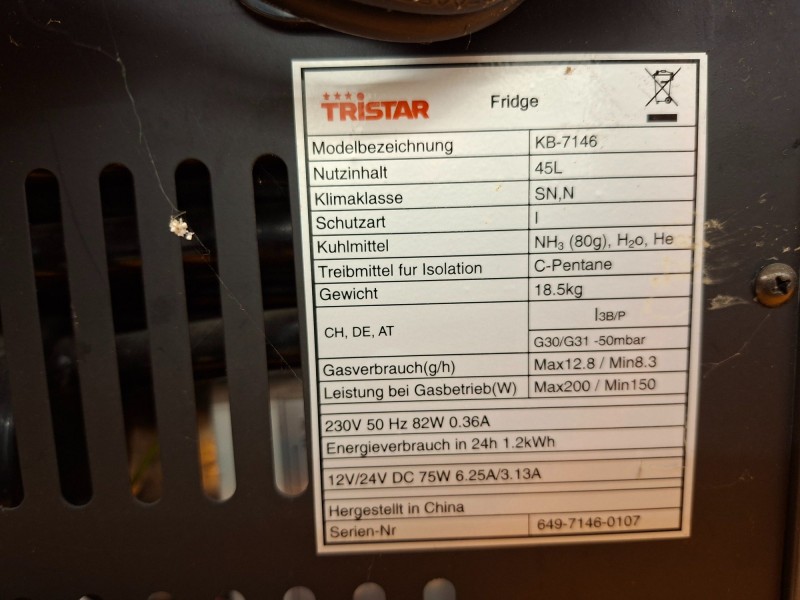 TRISTAR Fridge
Modelbezeichnung KB-7146
Nutzinhalt 45L
Klimaklasse SN,N
Schutzart I
Kuhlmittel NH₃ (80g), H₂o, He
Treibmittel fur Isolation C-Pentane
Gewicht 18.5kg
CH, DE, AT I3B/P
G30/G31 -50mbar
Gasverbrauch(g/h) Max12.8 / Min8.3
Leistung bei Gasbetrieb(W) Max200 / Min150
230V 50 Hz 82W 0.36A
Energieverbrauch in 24h 1.2kWh
12V/24V DC 75W 6.25A/3.13A
Hergestellt in China
Serien-Nr 649-7146-0107